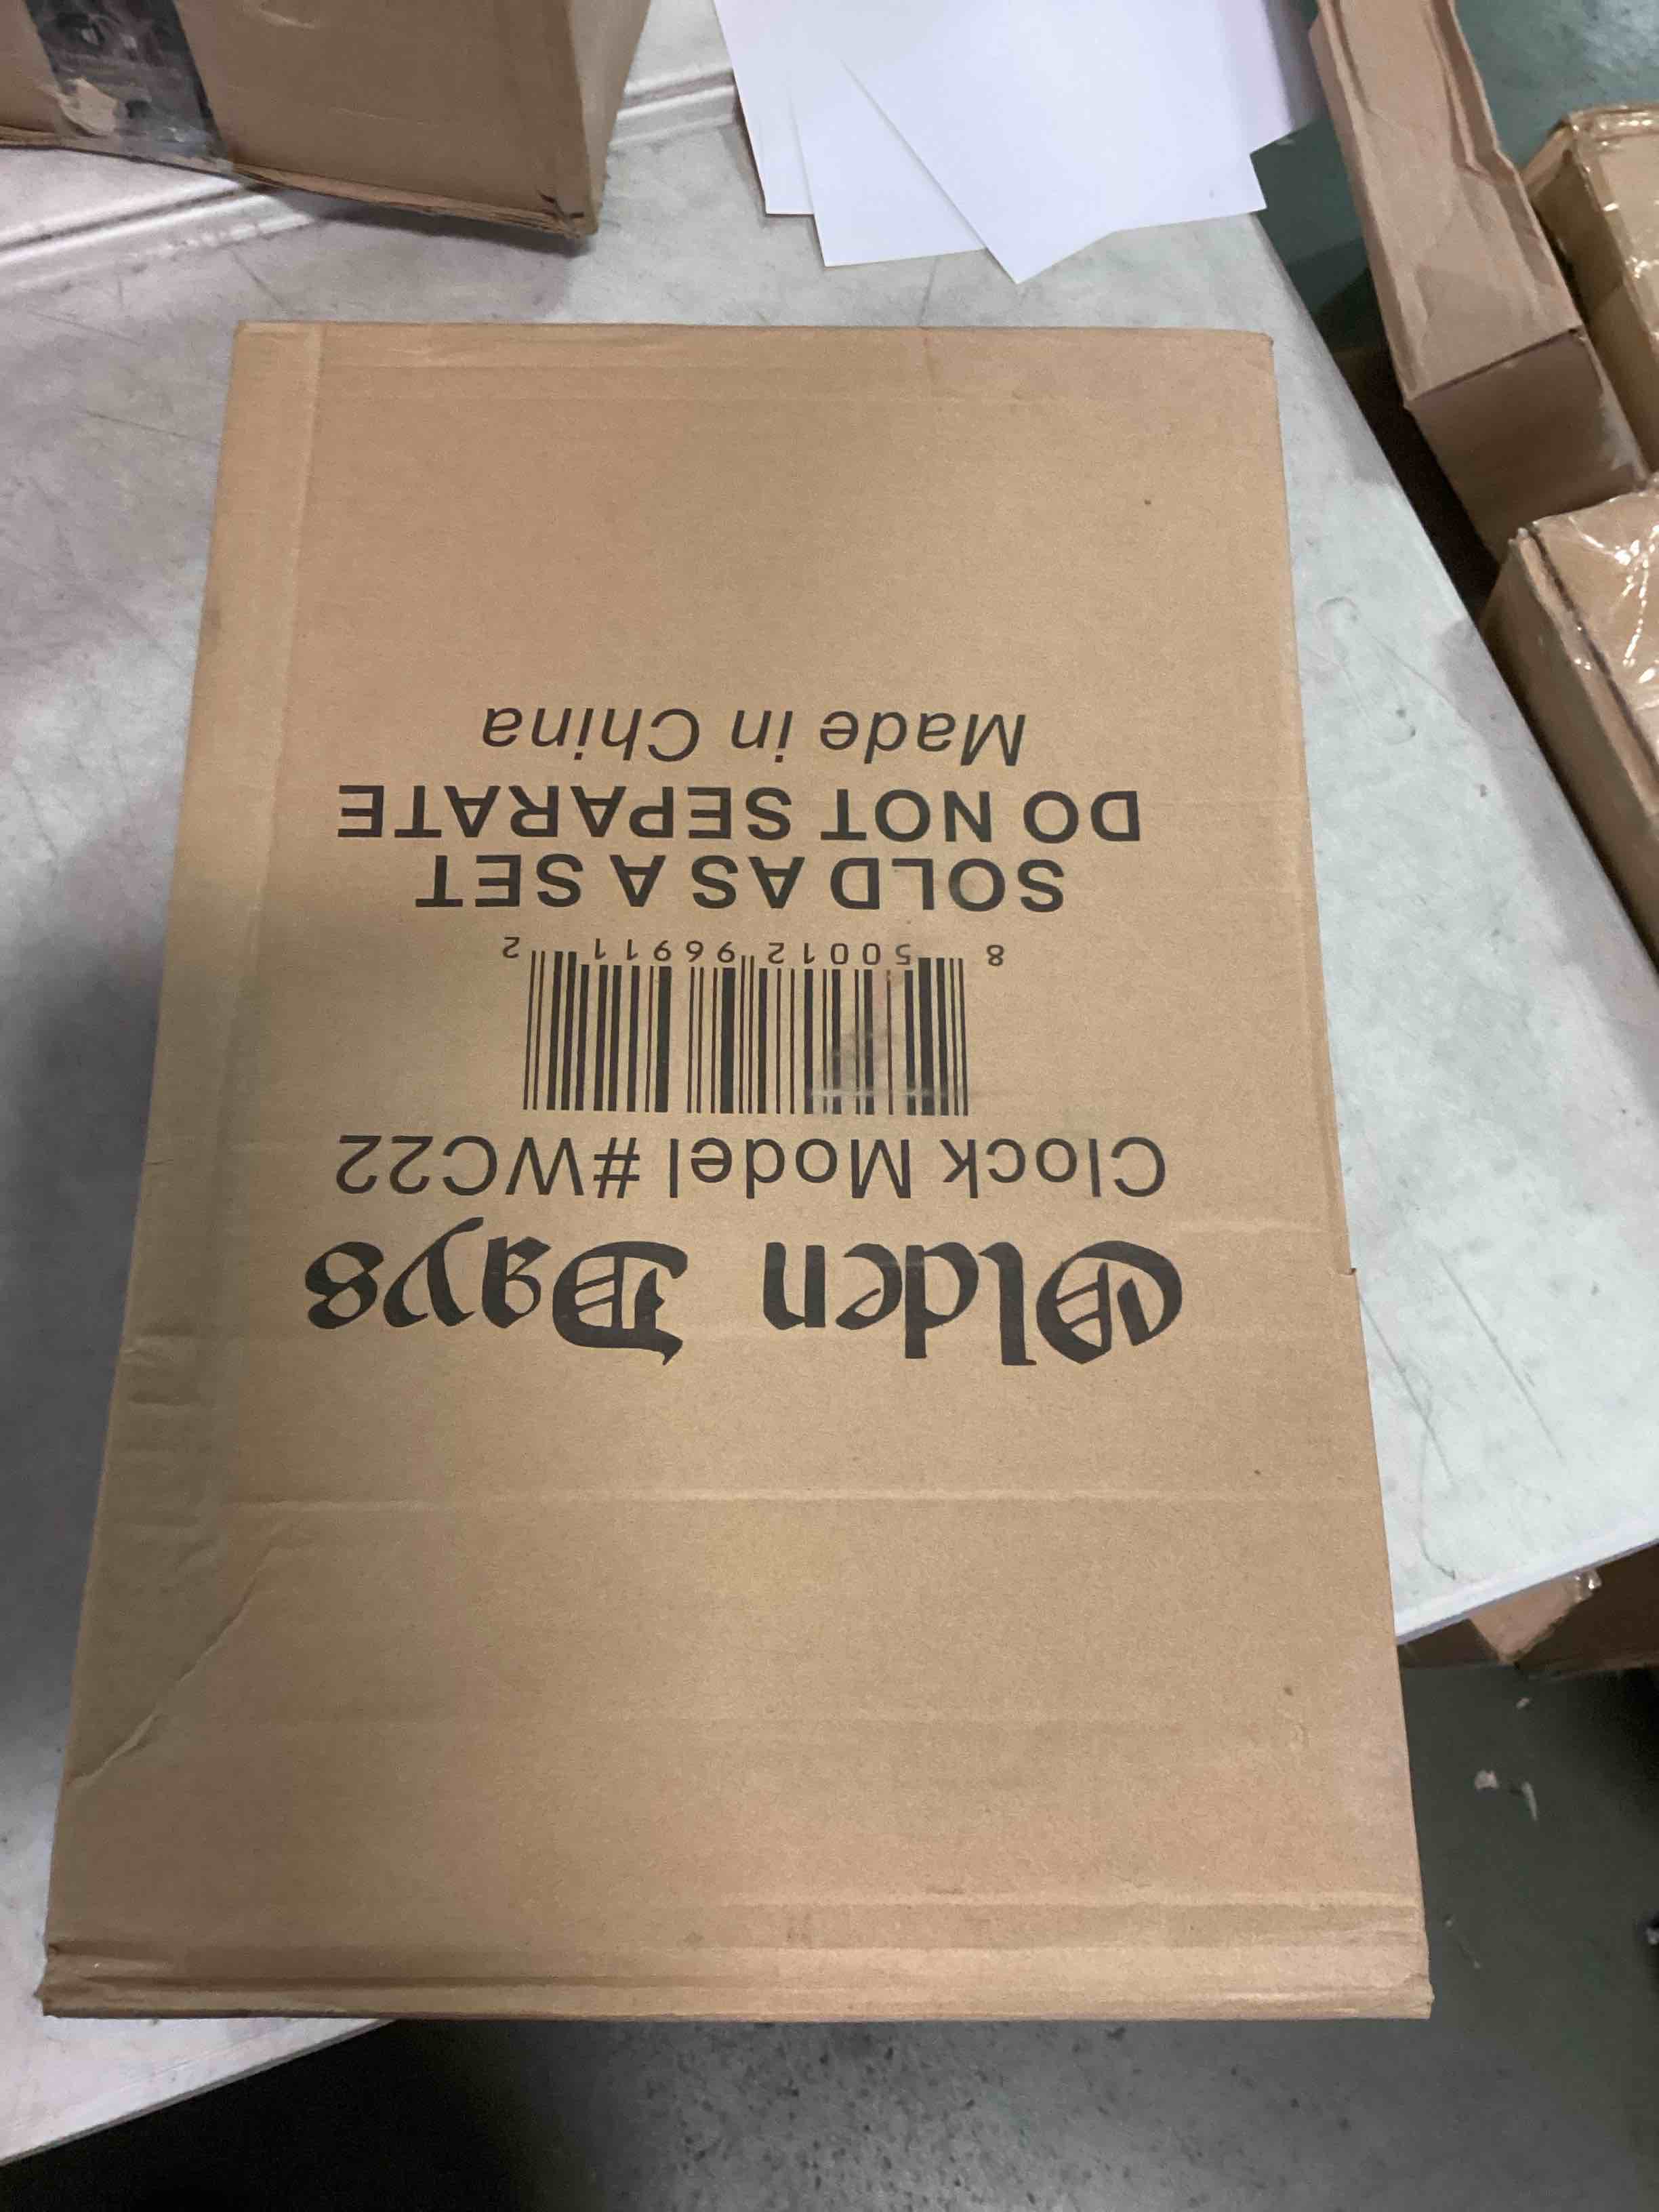 Olden Days
Clock Model #WC22
8 50012 96911 2
SOLD AS A SET
DO NOT SEPARATE
Made in China